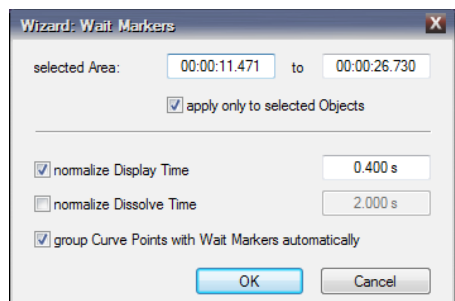 Wizard: Wait Markers X
selected Area: 00:00:11.471 to 00:00:26.730
apply only to selected Objects
normalize Display Time 0.400 s
normalize Dissolve Time 2.000 s
group Curve Points with Wait Markers automatically
OK Cancel